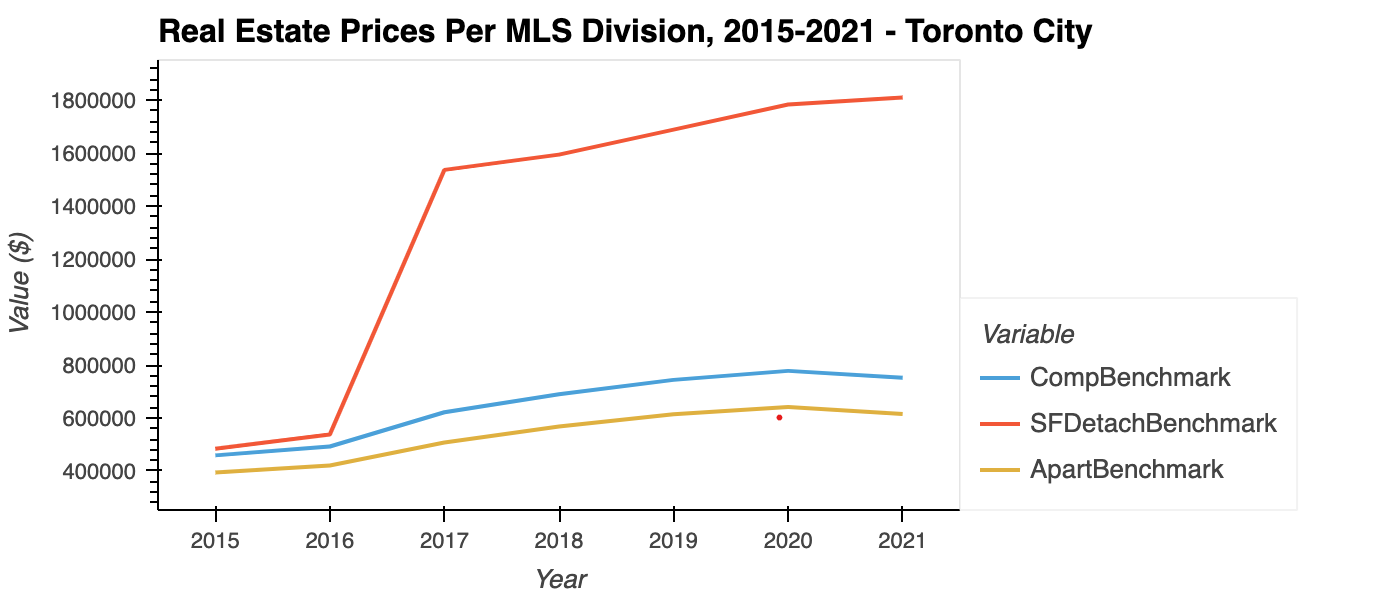 Real Estate Prices Per MLS Division, 2015-2021 - Toronto City
Value ($)
1800000
1600000
1400000
1200000
1000000
800000
600000
400000
2015 2016 2017 2018 2019 2020 2021
Year
Variable
CompBenchmark
SFDetachBenchmark
ApartBenchmark